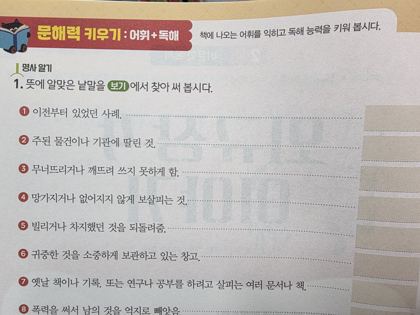 문해력 키우기 : 어휘 + 독해
책에 나오는 어휘를 익히고 독해 능력을 키워 봅시다.
명사 알기
1. 뜻에 알맞은 낱말을 보기 에서 찾아 써 봅시다.
1 이전부터 있었던 사례.
2 주된 물건이나 기관에 딸린 것.
3 무너뜨리거나 깨뜨려 쓰지 못하게 함.
4 망가지거나 없어지지 않게 보살피는 것.
5 빌리거나 차지했던 것을 되돌려줌.
6 귀중한 것을 소중하게 보관하고 있는 창고.
7 옛날 책이나 기록. 또는 연구나 공부를 하려고 살피는 여러 문서나 책.
8 폭력을 써서 남의 것을 억지로 빼앗음